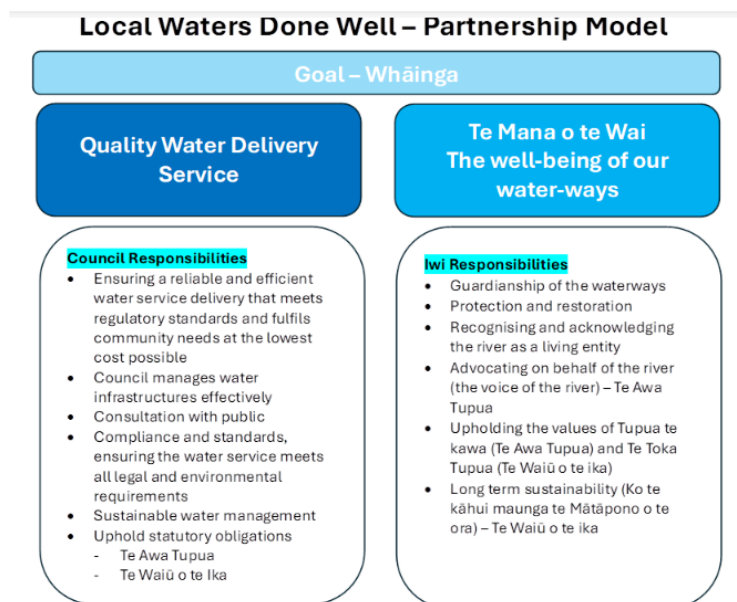 Local Waters Done Well – Partnership Model
Goal – Whāinga
Quality Water Delivery
Service
Te Mana o te Wai
The well-being of our
water-ways
Council Responsibilities
• Ensuring a reliable and efficient
water service delivery that meets
regulatory standards and fulfils
community needs at the lowest
cost possible
• Council manages water
infrastructures effectively
• Consultation with public
• Compliance and standards,
ensuring the water service meets
all legal and environmental
requirements
• Sustainable water management
• Uphold statutory obligations
- Te Awa Tupua
- Te Waiū o te Ika
Iwi Responsibilities
• Guardianship of the waterways
• Protection and restoration
• Recognising and acknowledging
the river as a living entity
• Advocating on behalf of the river
(the voice of the river) – Te Awa
Tupua
• Upholding the values of Tupua te
kawa (Te Awa Tupua) and Te Toka
Tupua (Te Waiū o te ika)
• Long term sustainability (Ko te
kāhui maunga te Mātāpono o te
ora) – Te Waiū o te ika